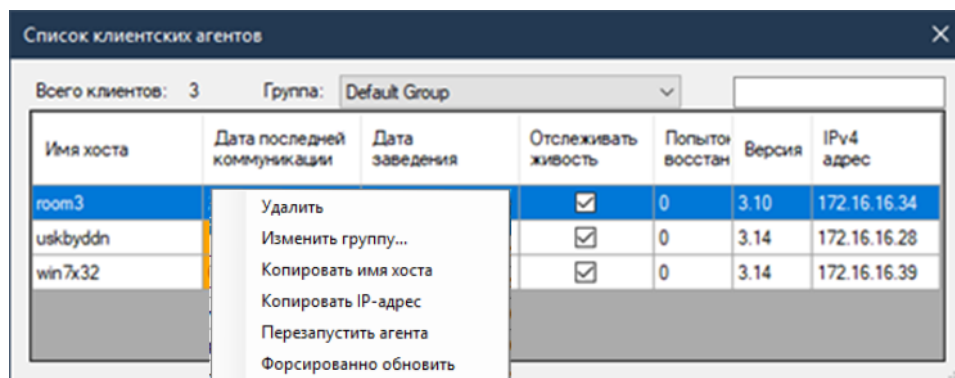 Список клиентских агентов
Всего клиентов: 3 Группа: Default Group
Имя хоста Дата последней коммуникации Дата заведения Отслеживать живость Попыток восстан Версия IPv4 адрес
room3 0 3.10 172.16.16.34
uskbyddn 0 3.14 172.16.16.28
win7x32 0 3.14 172.16.16.39
Удалить
Изменить группу...
Копировать имя хоста
Копировать IP-адрес
Перезапустить агента
Форсированно обновить